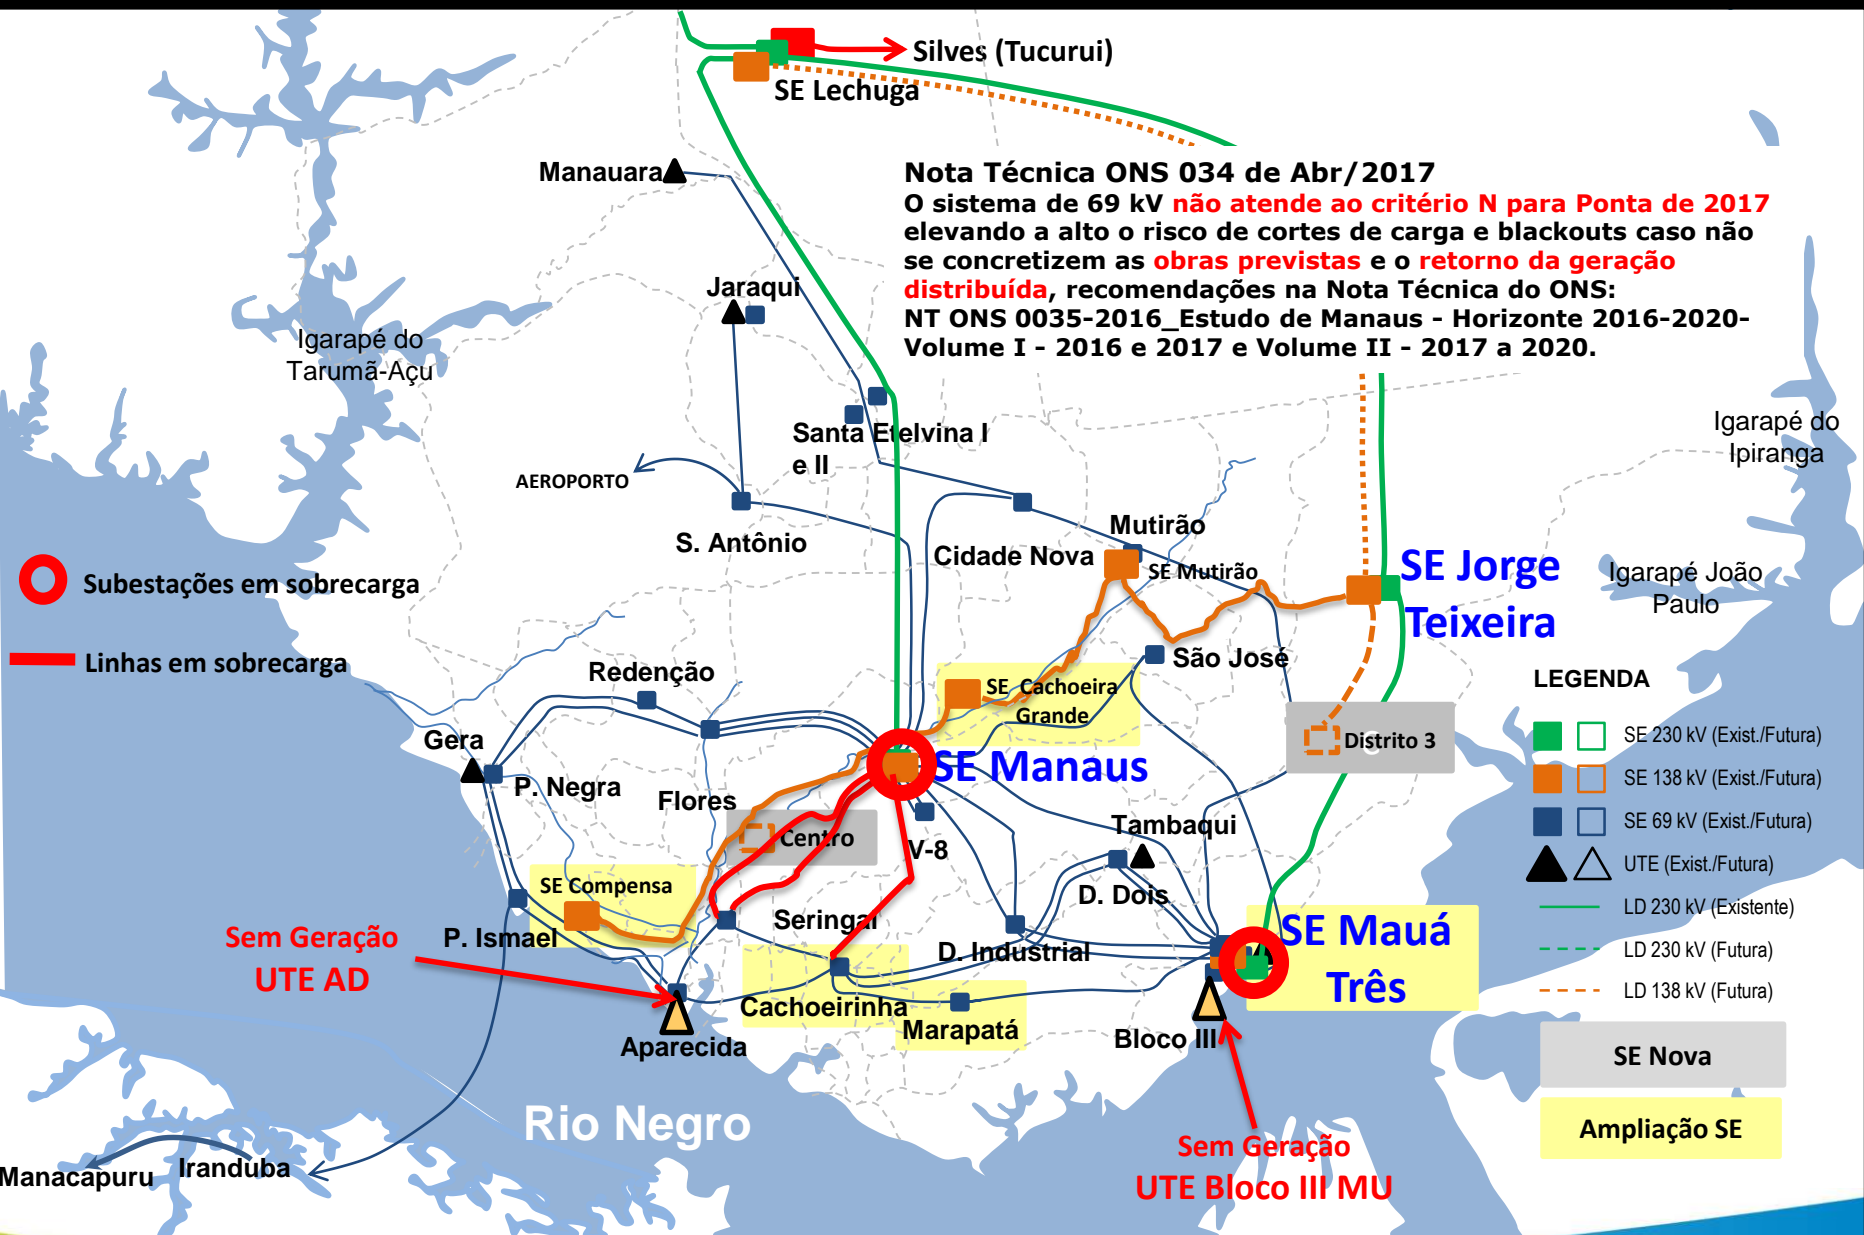 Silves (Tucurui)
SE Lechuga
Manauara
Nota Técnica ONS 034 de Abr/2017
O sistema de 69 kV não atende ao critério N para Ponta de 2017
elevando a alto o risco de cortes de carga e blackouts caso não
se concretizem as obras previstas e o retorno da geração
distribuída, recomendações na Nota Técnica do ONS:
NT ONS 0035-2016_Estudo de Manaus - Horizonte 2016-2020-
Volume I - 2016 e 2017 e Volume II - 2017 a 2020.
Jaraqui
Igarapé do
Tarumã-Açu
Santa Etelvina I
e II
AEROPORTO
S. Antônio
Igarapé do
Ipiranga
Mutirão
Cidade Nova
SE Mutirão
SE Jorge
Teixeira
Igarapé João
Paulo
Subestações em sobrecarga
Linhas em sobrecarga
Redenção
São José
SE Cachoeira
Grande
Gera
P. Negra
Flores
SE Manaus
Distrito 3
Centro
V-8
Tambaqui
D. Dois
SE Compensa
P. Ismael
Seringal
D. Industrial
SE Mauá
Três
Sem Geração
UTE AD
Cachoeirinha
Marapatá
Aparecida
Bloco III
Rio Negro
Sem Geração
UTE Bloco III MU
Manacapuru
Iranduba
LEGENDA
SE 230 kV (Exist./Futura)
SE 138 kV (Exist./Futura)
SE 69 kV (Exist./Futura)
UTE (Exist./Futura)
LD 230 kV (Existente)
LD 230 kV (Futura)
LD 138 kV (Futura)
SE Nova
Ampliação SE